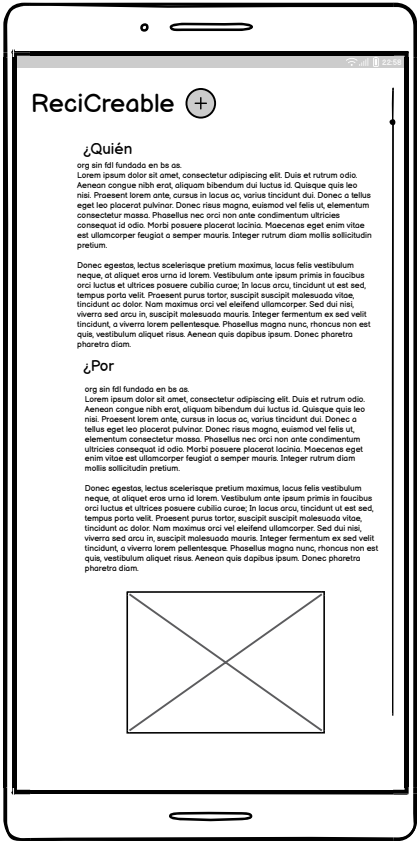 22:58
ReciCreable +
¿Quién
org sin fdl fundada en bs as.
Lorem ipsum dolor sit amet, consectetur adipiscing elit. Duis et rutrum odio.
Aenean congue nibh erat, aliquam bibendum dui luctus id. Quisque quis leo
nisi. Praesent lorem ante, cursus in lacus ac, varius tincidunt dui. Donec a tellus
eget leo placerat pulvinar. Donec risus magna, euismod vel felis ut, elementum
consectetur massa. Phasellus nec orci non ante condimentum ultricies
consequat id odio. Morbi posuere placerat lacinia. Maecenas eget enim vitae
est ullamcorper feugiat a semper mauris. Integer rutrum diam mollis sollicitudin
pretium.
Donec egestas, lectus scelerisque pretium maximus, lacus felis vestibulum
neque, at aliquet eros urna id lorem. Vestibulum ante ipsum primis in faucibus
orci luctus et ultrices posuere cubilia curae; In lacus arcu, tincidunt ut est sed,
tempus porta velit. Praesent purus tortor, suscipit suscipit malesuada vitae,
tincidunt ac dolor. Nam maximus orci vel eleifend ullamcorper. Sed dui nisi,
viverra sed arcu in, suscipit malesuada mauris. Integer fermentum ex sed velit
tincidunt, a viverra lorem pellentesque. Phasellus magna nunc, rhoncus non est
quis, vestibulum aliquet risus. Aenean quis dapibus ipsum. Donec pharetra
pharetra diam.
¿Por
org sin fdl fundada en bs as.
Lorem ipsum dolor sit amet, consectetur adipiscing elit. Duis et rutrum odio.
Aenean congue nibh erat, aliquam bibendum dui luctus id. Quisque quis leo
nisi. Praesent lorem ante, cursus in lacus ac, varius tincidunt dui. Donec a
tellus eget leo placerat pulvinar. Donec risus magna, euismod vel felis ut,
elementum consectetur massa. Phasellus nec orci non ante condimentum
ultricies consequat id odio. Morbi posuere placerat lacinia. Maecenas eget
enim vitae est ullamcorper feugiat a semper mauris. Integer rutrum diam
mollis sollicitudin pretium.
Donec egestas, lectus scelerisque pretium maximus, lacus felis vestibulum
neque, at aliquet eros urna id lorem. Vestibulum ante ipsum primis in faucibus
orci luctus et ultrices posuere cubilia curae; In lacus arcu, tincidunt ut est sed,
tempus porta velit. Praesent purus tortor, suscipit suscipit malesuada vitae,
tincidunt ac dolor. Nam maximus orci vel eleifend ullamcorper. Sed dui nisi,
viverra sed arcu in, suscipit malesuada mauris. Integer fermentum ex sed velit
tincidunt, a viverra lorem pellentesque. Phasellus magna nunc, rhoncus non est
quis, vestibulum aliquet risus. Aenean quis dapibus ipsum. Donec pharetra
pharetra diam.